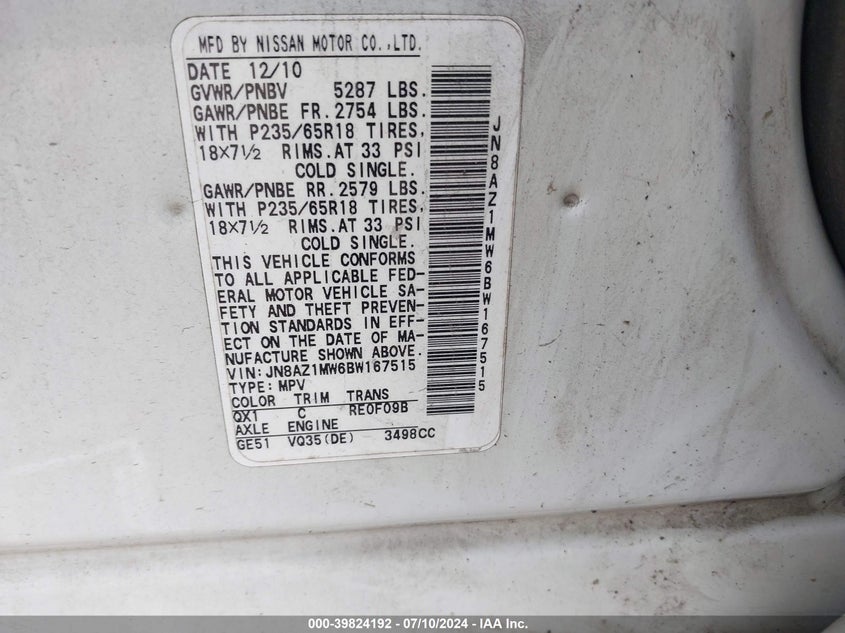 MFD BY NISSAN MOTOR CO.,LTD.
DATE 12/10
GVWR/PNBV 5287 LBS.
GAWR/PNBE FR. 2754 LBS.
WITH P235/65R18 TIRES,
18X7½ RIMS.AT 33 PSI
COLD SINGLE.
GAWR/PNBE RR. 2579 LBS.
WITH P235/65R18 TIRES,
18X7½ RIMS.AT 33 PSI
COLD SINGLE.
THIS VEHICLE CONFORMS
TO ALL APPLICABLE FED-
ERAL MOTOR VEHICLE SA-
FETY AND THEFT PREVEN-
TION STANDARDS IN EFF-
ECT ON THE DATE OF MA-
NUFACTURE SHOWN ABOVE.
VIN:JN8AZ1MW6BW167515
TYPE:MPV
COLOR TRIM TRANS
QX1 C RE0F09B
AXLE ENGINE
GE51 VQ35(DE) 3498CC
JN8AZ1MW6BW167515
000-39824192 - 07/10/2024 - IAA Inc.